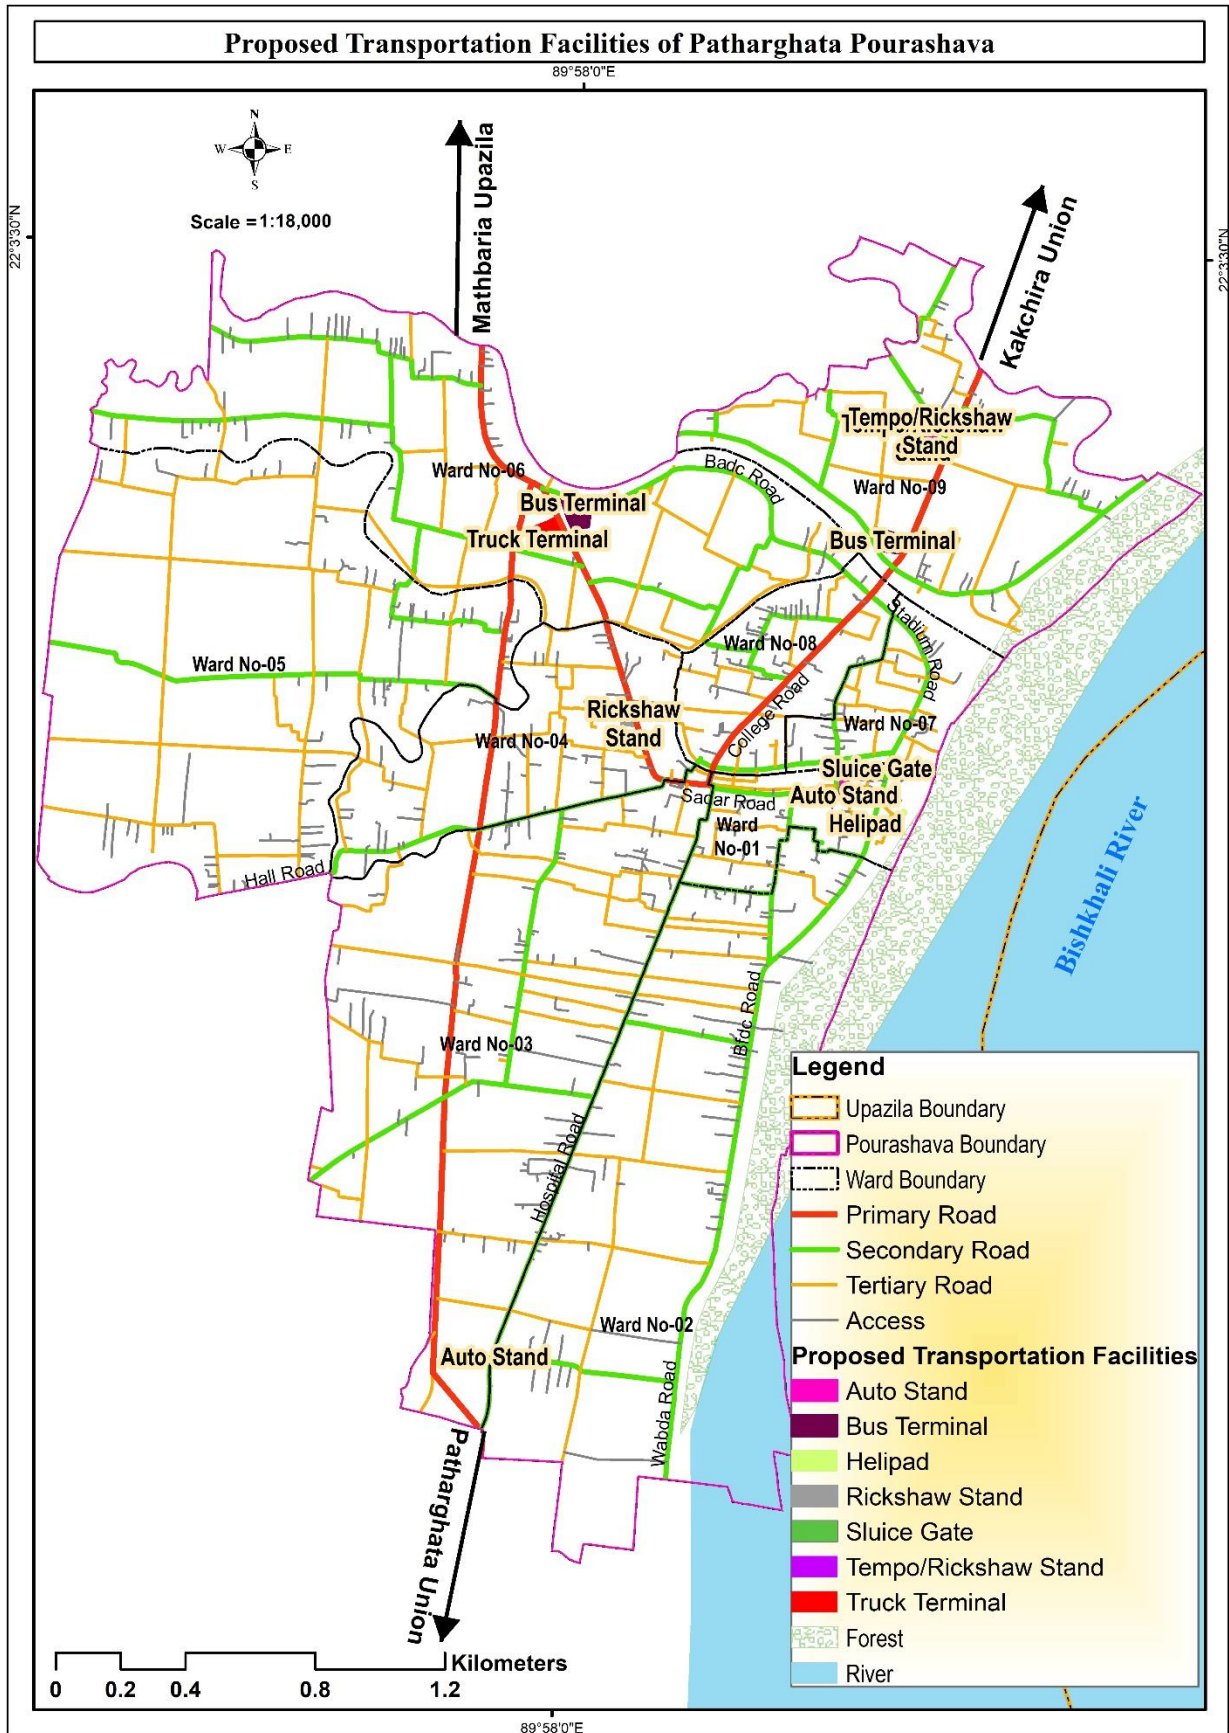 Proposed Transportation Facilities of Patharghata Pourashava
89°58'0"E
N
W E
S
Scale =1:18,000
Mathbaria Upazila
Kakchira Union
22°3'30"N
22°3'30"N
Tempo/Rickshaw
Stand
Tempo/Rickshaw
Stand
Ward No-06
Badc Road
Ward No-09
Bus Terminal
Truck Terminal
Bus Terminal
Stadium Road
Ward No-08
Ward No-05
College Road
Rickshaw
Stand
Ward No-04
Ward No-07
Sluice Gate
Sadar Road
Auto Stand
Helipad
Ward
No-01
Hall Road
Bishkhali River
Bfdc Road
Ward No-03
Hospital Road
Ward No-02
Auto Stand
Wabda Road
Patharghata Union
Legend
Upazila Boundary
Pourashava Boundary
Ward Boundary
Primary Road
Secondary Road
Tertiary Road
Access
Proposed Transportation Facilities
Auto Stand
Bus Terminal
Helipad
Rickshaw Stand
Sluice Gate
Tempo/Rickshaw Stand
Truck Terminal
Forest
River
Kilometers
0 0.2 0.4 0.8 1.2
89°58'0"E